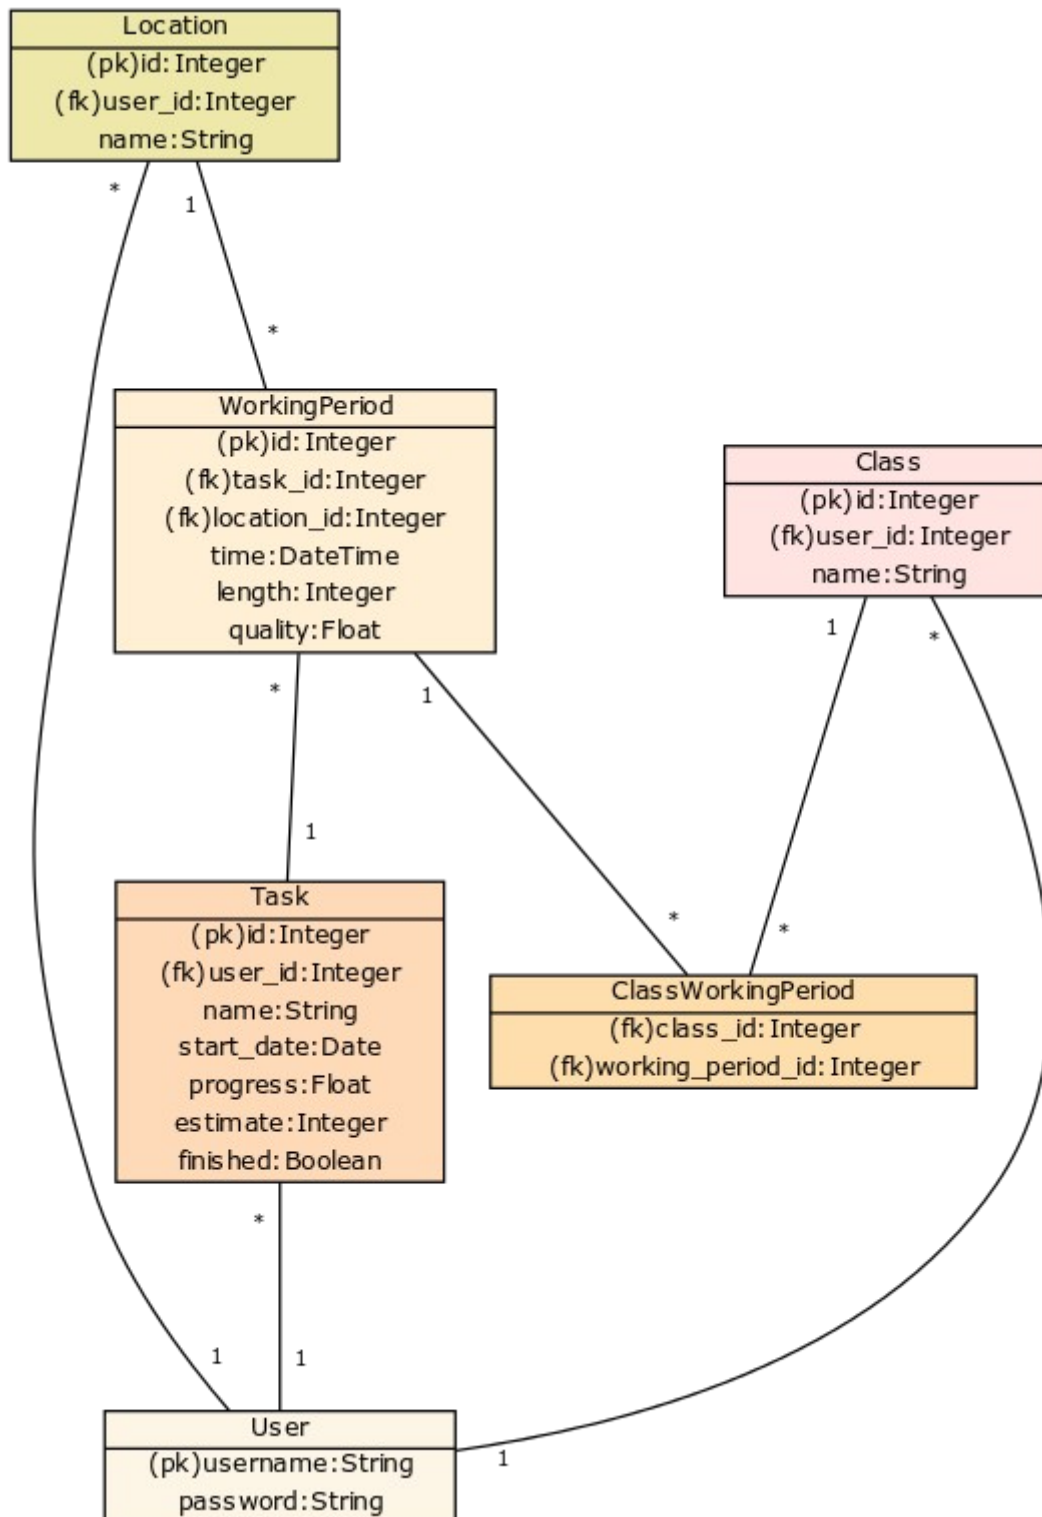 Location
(pk)id:Integer
(fk)user_id:Integer
name:String
*
1
*
WorkingPeriod
(pk)id:Integer
(fk)task_id:Integer
(fk)location_id:Integer
time:DateTime
length:Integer
quality:Float
Class
(pk)id:Integer
(fk)user_id:Integer
name:String
*
1
1
*
1
*
*
Task
(pk)id:Integer
(fk)user_id:Integer
name:String
start_date:Date
progress:Float
estimate:Integer
finished:Boolean
ClassWorkingPeriod
(fk)class_id:Integer
(fk)working_period_id:Integer
*
1
1
1
User
(pk)username:String
password:String